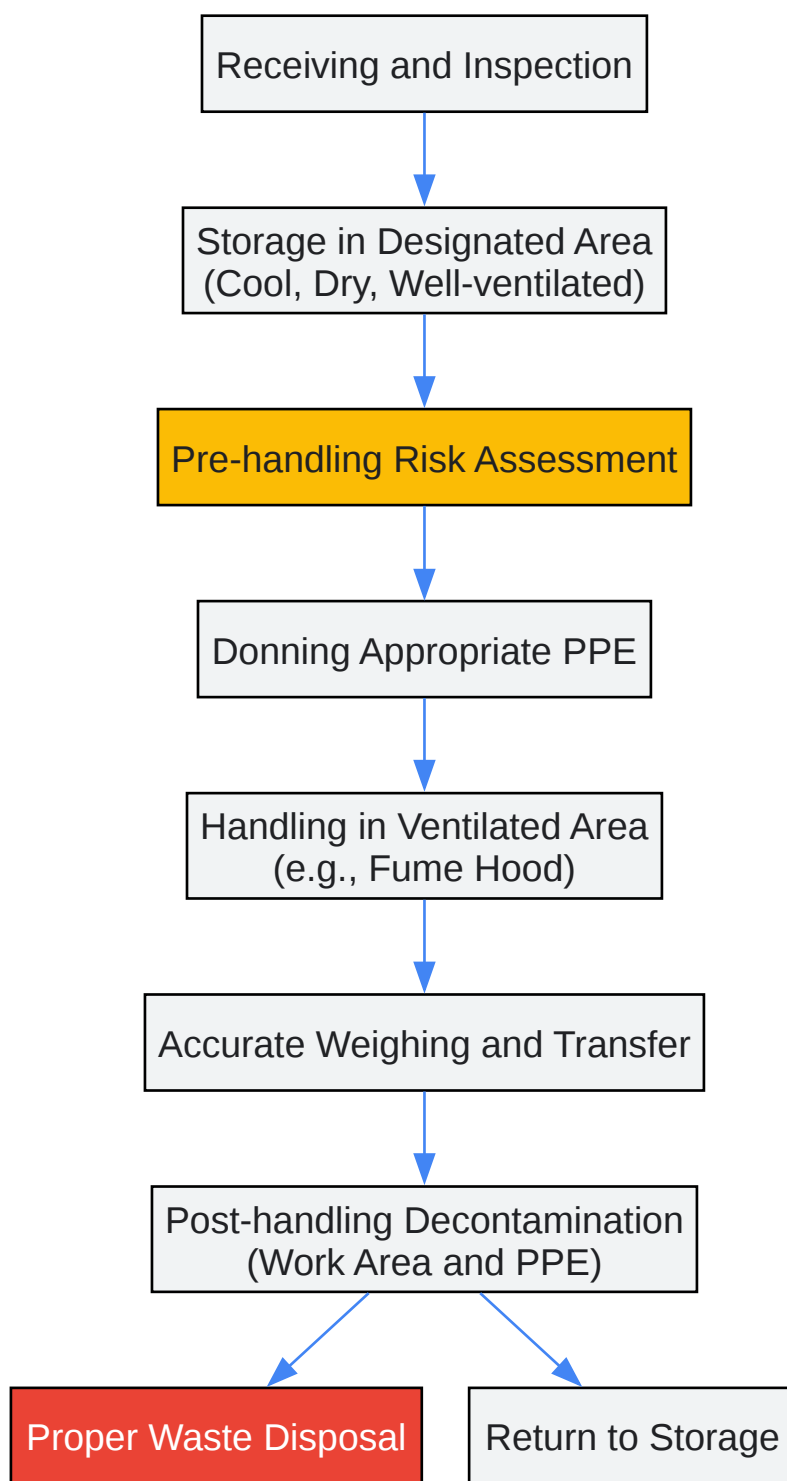 Receiving and Inspection
Storage in Designated Area
(Cool, Dry, Well-ventilated)
Pre-handling Risk Assessment
Donning Appropriate PPE
Handling in Ventilated Area
(e.g., Fume Hood)
Accurate Weighing and Transfer
Post-handling Decontamination
(Work Area and PPE)
Proper Waste Disposal
Return to Storage